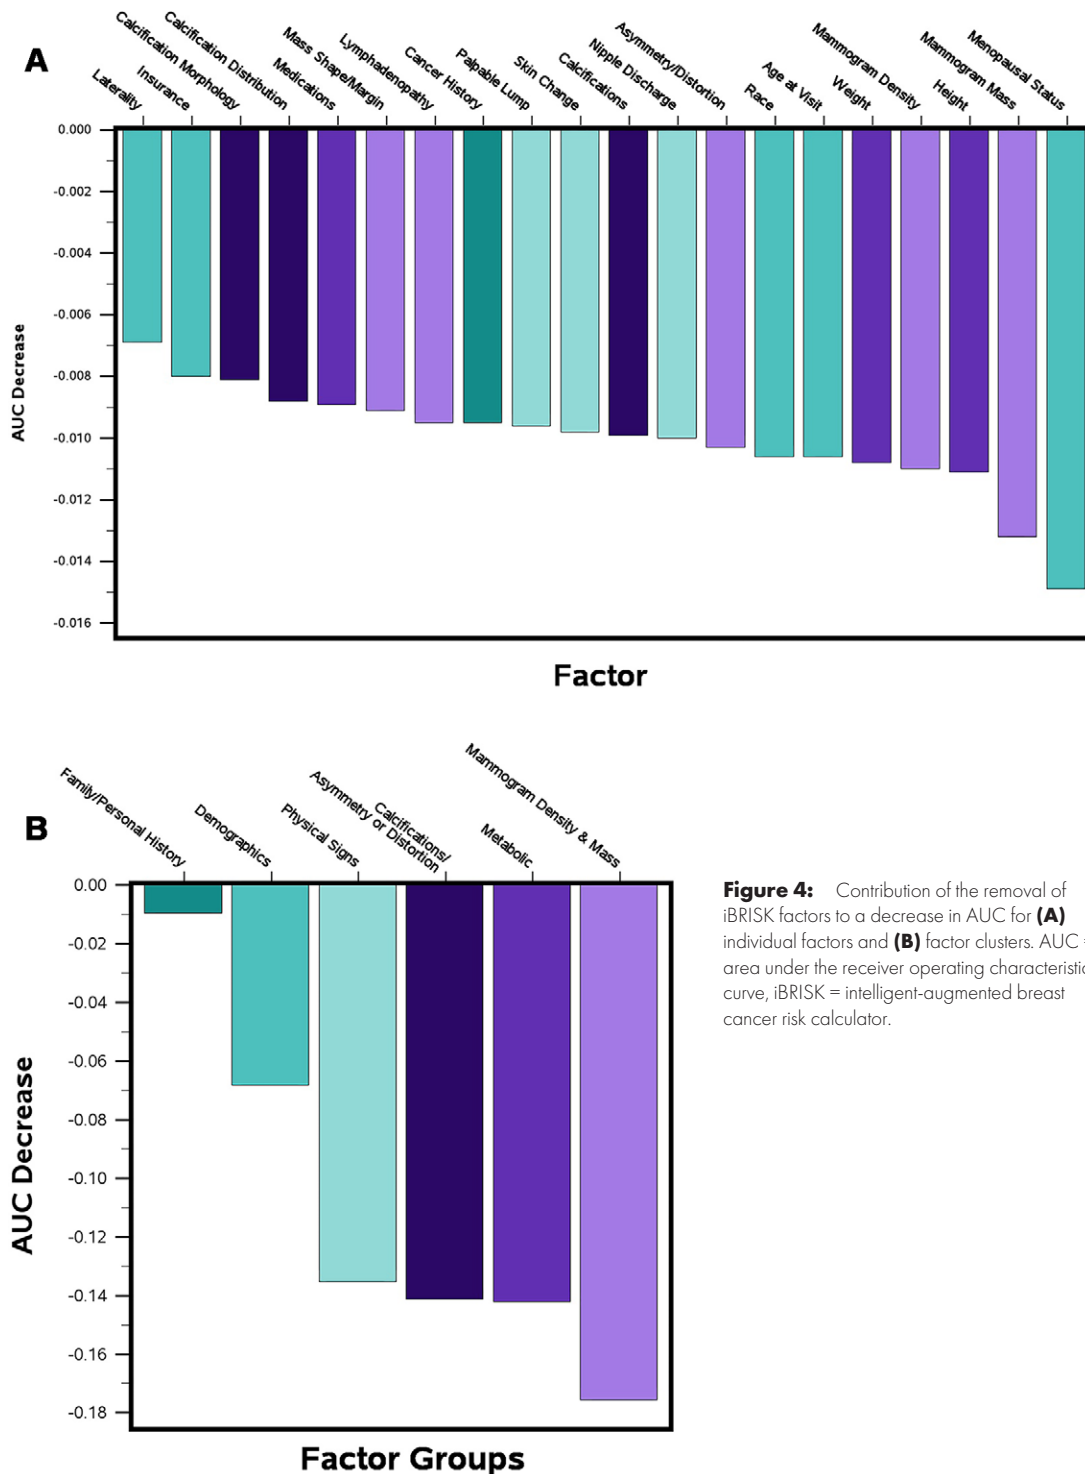 A
Laterality
Insurance
Calcification Morphology
Calcification Distribution
Medications
Mass Shape/Margin
Lymphadenopathy
Cancer History
Palpable Lump
Skin Change
Calcifications
Nipple Discharge
Asymmetry/Distortion
Race
Age at Visit
Weight
Mammogram Density
Height
Mammogram Mass
Menopausal Status
AUC Decrease
0.000
-0.002
-0.004
-0.006
-0.008
-0.010
-0.012
-0.014
-0.016
Factor
B
Family/Personal History
Demographics
Physical Signs
Calcifications/
Asymmetry or Distortion
Metabolic
Mammogram Density & Mass
AUC Decrease
0.00
-0.02
-0.04
-0.06
-0.08
-0.10
-0.12
-0.14
-0.16
-0.18
Factor Groups
Figure 4: Contribution of the removal of
iBRISK factors to a decrease in AUC for (A)
individual factors and (B) factor clusters. AUC =
area under the receiver operating characteristic
curve, iBRISK = intelligent-augmented breast
cancer risk calculator.